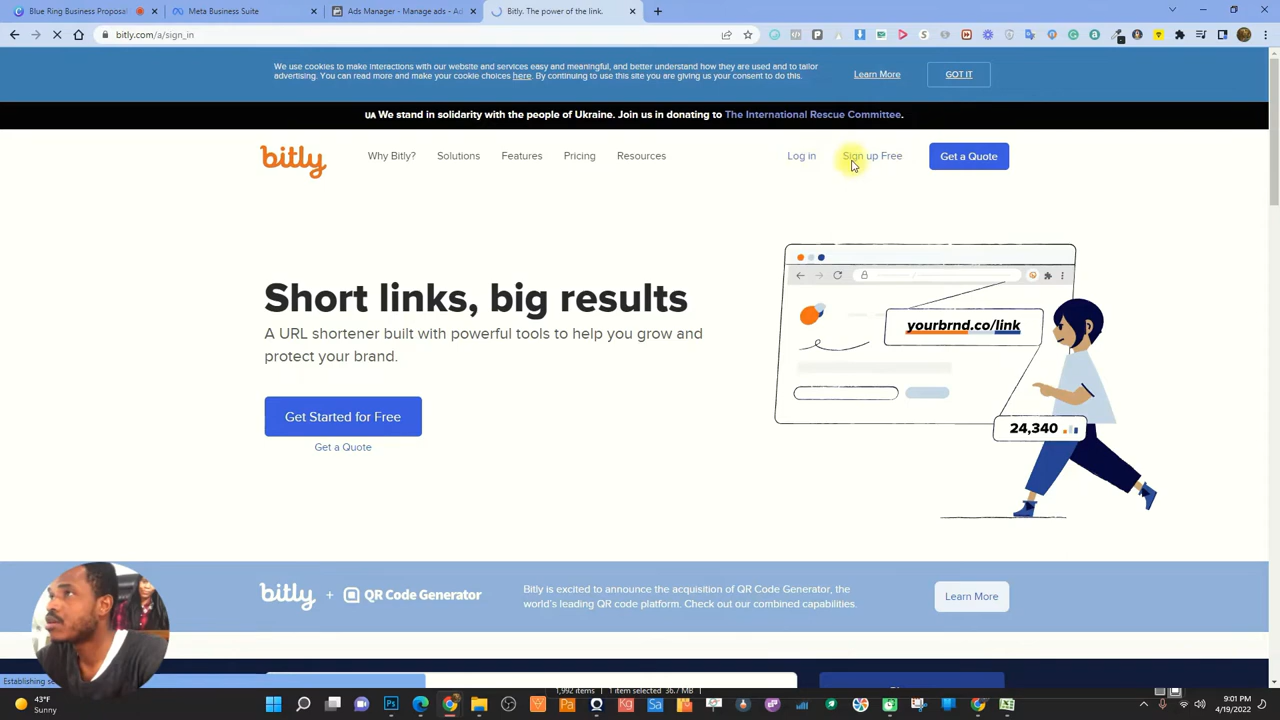 Blue Ring Business Proposal
Meta Business Suite
Ads Manager - Manage ads - Ad
Bitly. The power of the link.
bitly.com/a/sign_in
We use cookies to make interactions with our website and services easy and meaningful, and better understand how they are used and to tailor
advertising. You can read more and make your cookie choices here. By continuing to use this site you are giving us your consent to do this.
Learn More
GOT IT
UA We stand in solidarity with the people of Ukraine. Join us in donating to The International Rescue Committee.
bitly
Why Bitly?
Solutions
Features
Pricing
Resources
Log in
Sign up Free
Get a Quote
Short links, big results
A URL shortener built with powerful tools to help you grow and
protect your brand.
yourbrnd.co/link
Get Started for Free
24,340
Get a Quote
bitly + QR Code Generator
Bitly is excited to announce the acquisition of QR Code Generator, the
world's leading QR code platform. Check out our combined capabilities.
Learn More
Establishing se
1,992 items
1 item selected 36.7 MB
43°F
Sunny
9:01 PM
4/19/2022